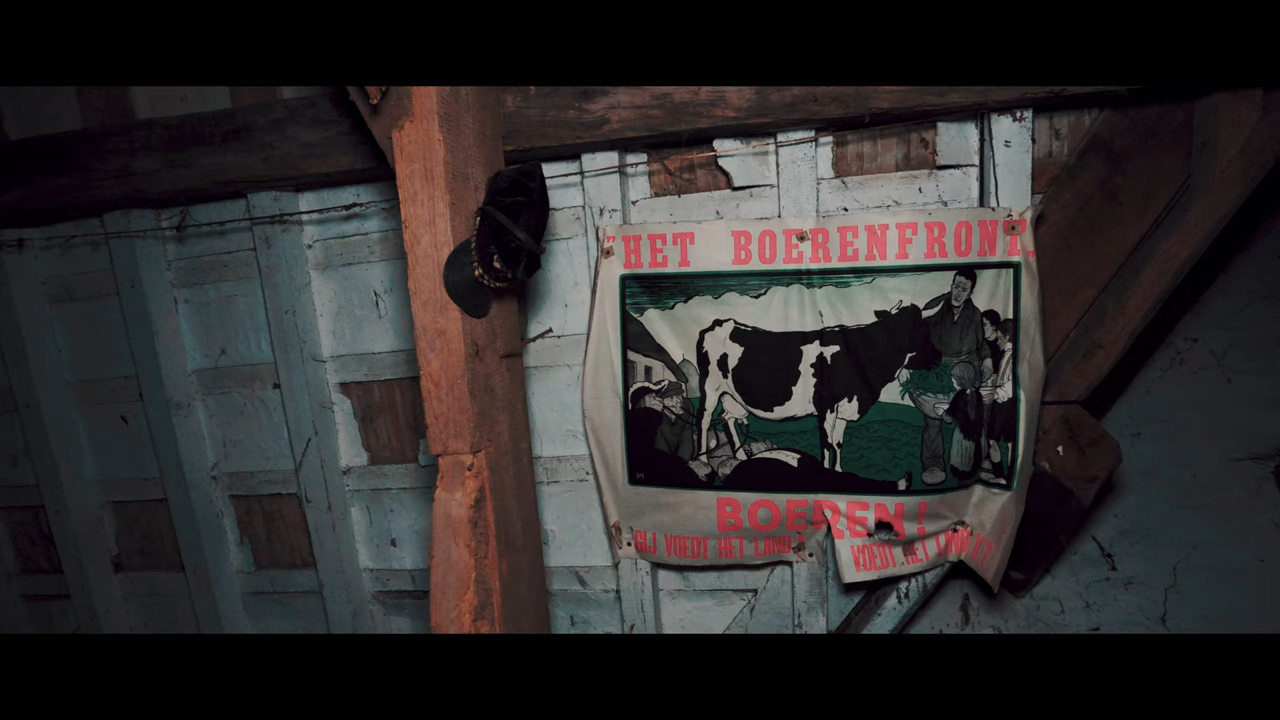 "HET BOERENFRONT"
BOEREN!
GIJ VOEDT HET LAND
VOEDT HET LAND U?